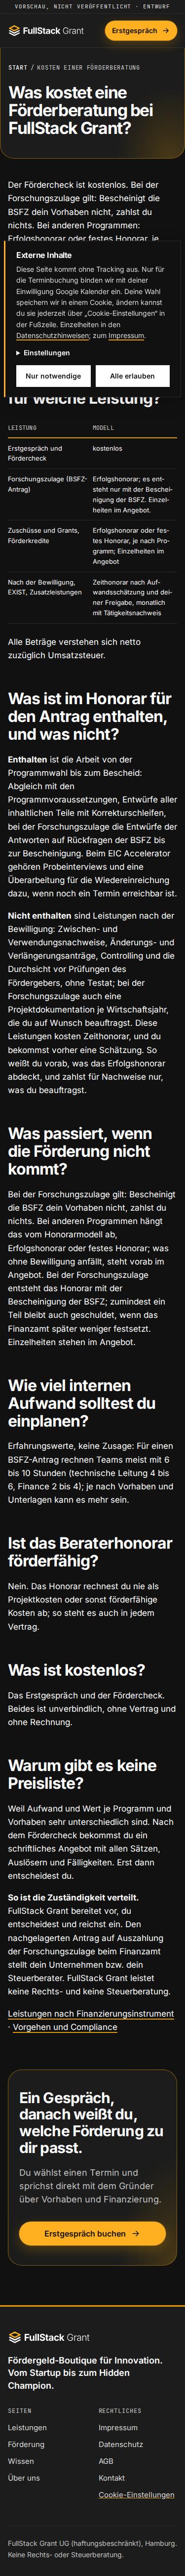 VORSCHAU, NICHT VERÖFFENTLICHT · ENTWURF
FullStack Grant
Erstgespräch →
START / KOSTEN EINER FÖRDERBERATUNG
Was kostet eine
Förderberatung bei
FullStack Grant?
Der Fördercheck ist kostenlos. Bei der
Forschungszulage gilt: Bescheinigt die
BSFZ dein Vorhaben nicht, zahlst du
nichts. Bei anderen Programmen:
Erfolgshonorar oder festes Honorar, je
Externe Inhalte
Diese Seite kommt ohne Tracking aus. Nur für
die Terminbuchung binden wir mit deiner
Einwilligung Google Kalender ein. Deine Wahl
speichern wir in einem Cookie, ändern kannst
du sie jederzeit über „Cookie-Einstellungen“ in
der Fußzeile. Einzelheiten in den
Datenschutzhinweisen; zum Impressum.
▶ Einstellungen
Nur notwendige
Alle erlauben
für welche Leistung?
LEISTUNG MODELL
Erstgespräch und
Fördercheck
kostenlos
Forschungszulage (BSFZ-
Antrag)
Erfolgshonorar; es ent-
steht nur mit der Beschei-
nigung der BSFZ. Einzel-
heiten im Angebot.
Zuschüsse und Grants,
Förderkredite
Erfolgshonorar oder fes-
tes Honorar, je nach Pro-
gramm; Einzelheiten im
Angebot
Nach der Bewilligung,
EXIST, Zusatzleistungen
Zeithonorar nach Auf-
wandsschätzung und dei-
ner Freigabe, monatlich
mit Tätigkeitsnachweis
Alle Beträge verstehen sich netto
zuzüglich Umsatzsteuer.
Was ist im Honorar für
den Antrag enthalten,
und was nicht?
Enthalten ist die Arbeit von der
Programmwahl bis zum Bescheid:
Abgleich mit den
Programmvoraussetzungen, Entwürfe aller
inhaltlichen Teile mit Korrekturschleifen,
bei der Forschungszulage die Entwürfe der
Antworten auf Rückfragen der BSFZ bis
zur Bescheinigung. Beim EIC Accelerator
gehören Probeinterviews und eine
Überarbeitung für die Wiedereinreichung
dazu, wenn noch ein Termin erreichbar ist.
Nicht enthalten sind Leistungen nach der
Bewilligung: Zwischen- und
Verwendungsnachweise, Änderungs- und
Verlängerungsanträge, Controlling und die
Durchsicht vor Prüfungen des
Fördergebers, ohne Testat; bei der
Forschungszulage auch eine
Projektdokumentation je Wirtschaftsjahr,
die du auf Wunsch beauftragst. Diese
Leistungen kosten Zeithonorar, und du
bekommst vorher eine Schätzung. So
weißt du vorab, was das Erfolgshonorar
abdeckt, und zahlst für Nachweise nur,
was du beauftragst.
Was passiert, wenn
die Förderung nicht
kommt?
Bei der Forschungszulage gilt: Bescheinigt
die BSFZ dein Vorhaben nicht, zahlst du
nichts. Bei anderen Programmen hängt
das vom Honorarmodell ab,
Erfolgshonorar oder festes Honorar; was
ohne Bewilligung anfällt, steht vorab im
Angebot. Bei der Forschungszulage
entsteht das Honorar mit der
Bescheinigung der BSFZ; zumindest ein
Teil bleibt auch geschuldet, wenn das
Finanzamt später weniger festsetzt.
Einzelheiten stehen im Angebot.
Wie viel internen
Aufwand solltest du
einplanen?
Erfahrungswerte, keine Zusage: Für einen
BSFZ-Antrag rechnen Teams meist mit 6
bis 10 Stunden (technische Leitung 4 bis
6, Finance 2 bis 4); je nach Vorhaben und
Unterlagen kann es mehr sein.
Ist das Beraterhonorar
förderfähig?
Nein. Das Honorar rechnest du nie als
Projektkosten oder sonst förderfähige
Kosten ab; so steht es auch in jedem
Vertrag.
Was ist kostenlos?
Das Erstgespräch und der Fördercheck.
Beides ist unverbindlich, ohne Vertrag und
ohne Rechnung.
Warum gibt es keine
Preisliste?
Weil Aufwand und Wert je Programm und
Vorhaben sehr unterschiedlich sind. Nach
dem Fördercheck bekommst du ein
schriftliches Angebot mit allen Sätzen,
Auslösern und Fälligkeiten. Erst dann
entscheidest du.
So ist die Zuständigkeit verteilt.
FullStack Grant bereitet vor, du
entscheidest und reichst ein. Den
nachgelagerten Antrag auf Auszahlung
der Forschungszulage beim Finanzamt
stellt dein Unternehmen bzw. dein
Steuerberater. FullStack Grant leistet
keine Rechts- und keine Steuerberatung.
Leistungen nach Finanzierungsinstrument
· Vorgehen und Compliance
Ein Gespräch,
danach weißt du,
welche Förderung zu
dir passt.
Du wählst einen Termin und
sprichst direkt mit dem Gründer
über Vorhaben und Finanzierung.
Erstgespräch buchen →
FullStack Grant
Fördergeld-Boutique für Innovation.
Vom Startup bis zum Hidden
Champion.
SEITEN
Leistungen
Förderung
Wissen
Über uns
RECHTLICHES
Impressum
Datenschutz
AGB
Kontakt
Cookie-Einstellungen
FullStack Grant UG (haftungsbeschränkt), Hamburg.
Keine Rechts- oder Steuerberatung.